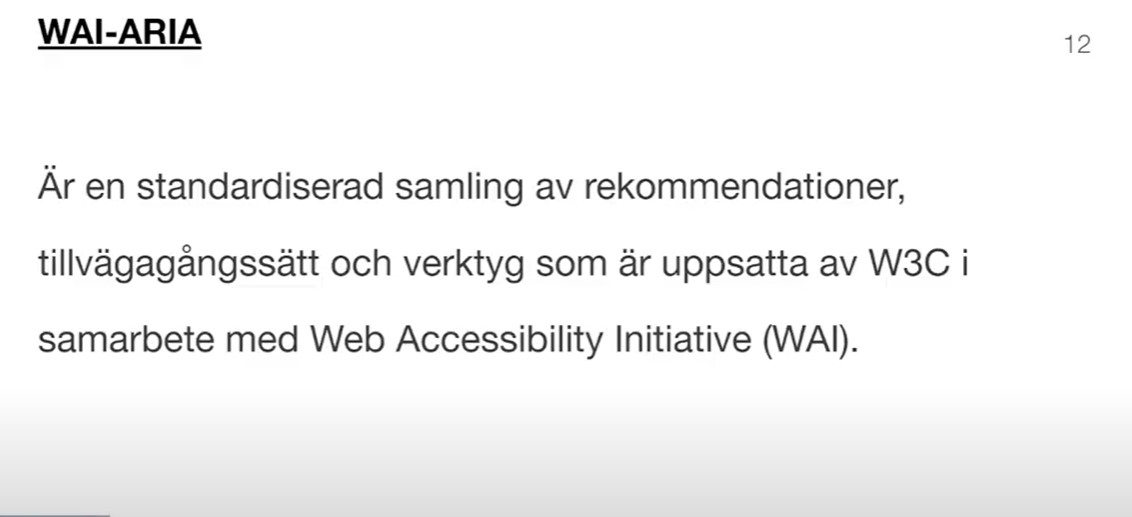 WAI-ARIA
12
Är en standardiserad samling av rekommendationer,
tillvägagångssätt och verktyg som är uppsatta av W3C i
samarbete med Web Accessibility Initiative (WAI).